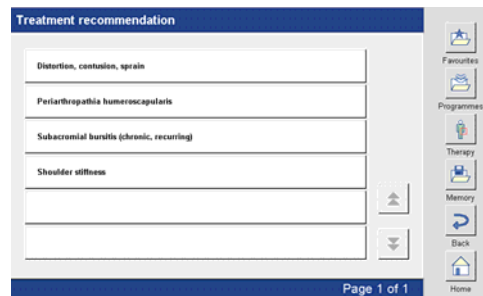 Treatment recommendation
Distortion, contusion, sprain
Periarthropathia humeroscapularis
Subacromial bursitis (chronic, recurring)
Shoulder stiffness
Page 1 of 1
Favourites
Programmes
Therapy
Memory
Back
Home